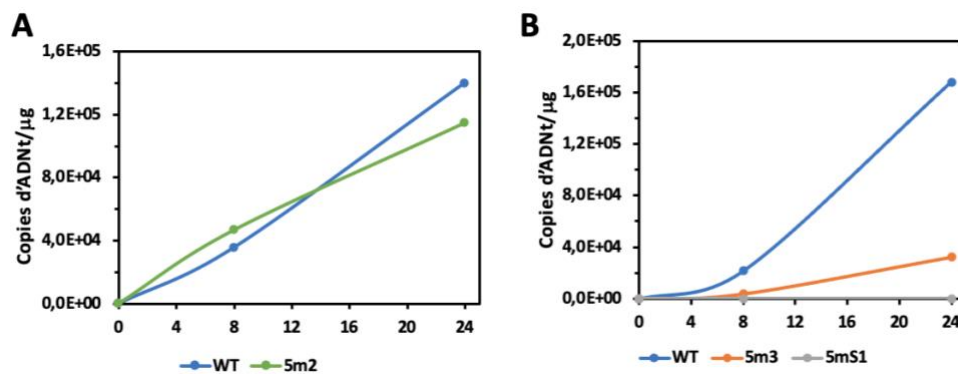 A
Copies d'ADNt/µg
1,6E+05
1,2E+05
8,0E+04
4,0E+04
0,0E+00
0 4 8 12 16 20 24
WT 5m2
B
Copies d'ADNt/µg
2,0E+05
1,6E+05
1,2E+05
8,0E+04
4,0E+04
0,0E+00
0 4 8 12 16 20 24
WT 5m3 5mS1